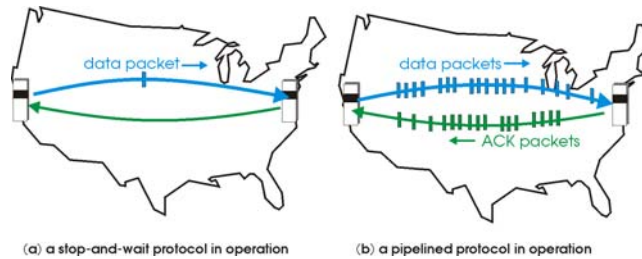 data packet
data packets
ACK packets
(a) a stop-and-wait protocol in operation
(b) a pipelined protocol in operation